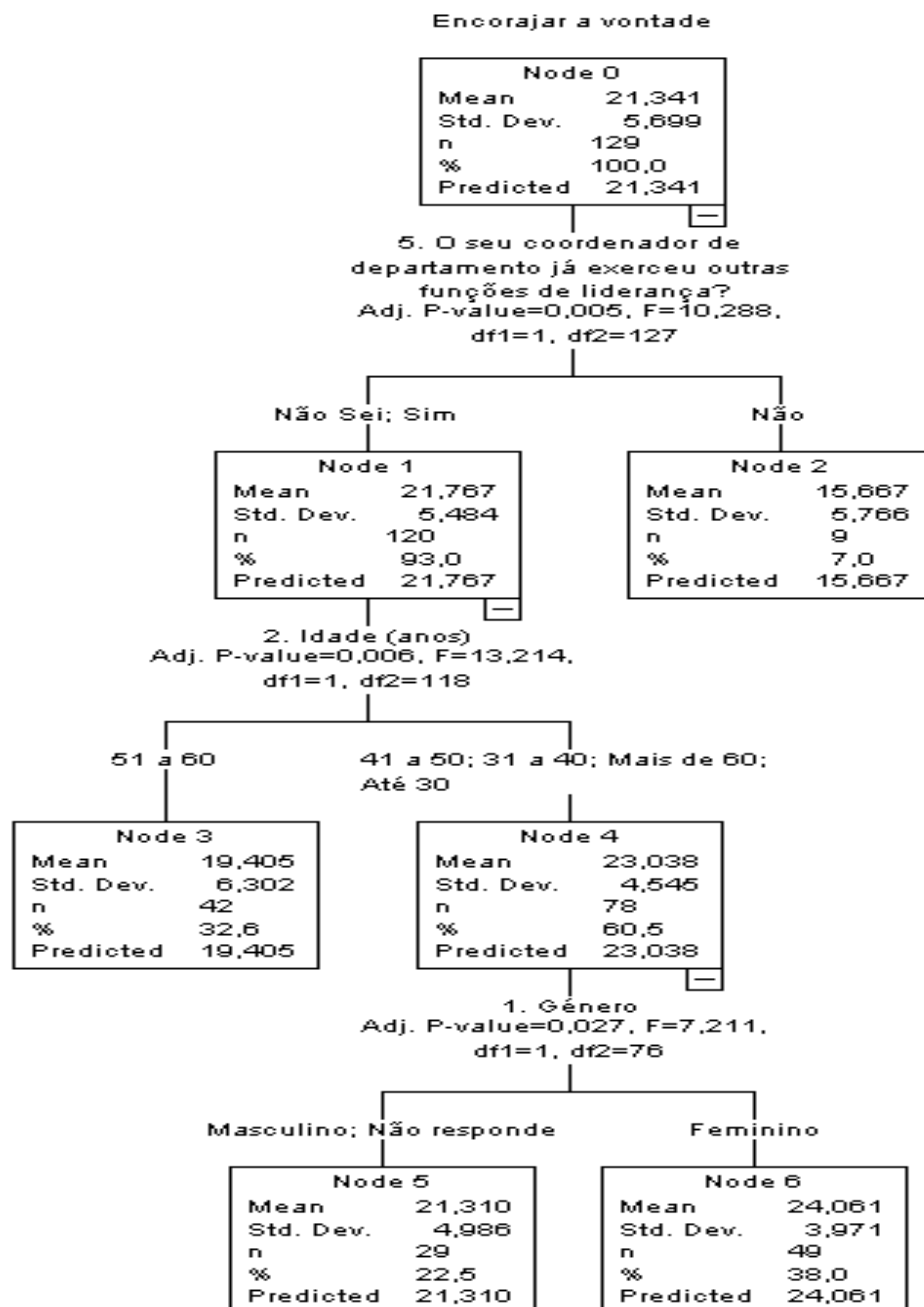 Encorajar a vontade
Node 0
Mean 21,341
Std. Dev. 5,699
n 129
% 100,0
Predicted 21,341
5. O seu coordenador de
departamento já exerceu outras
funções de liderança?
Adj. P-value=0,005, F=10,288,
df1=1, df2=127
Não Sei; Sim
Não
Node 1
Mean 21,767
Std. Dev. 5,484
n 120
% 93,0
Predicted 21,767
Node 2
Mean 15,667
Std. Dev. 5,766
n 9
% 7,0
Predicted 15,667
2. Idade (anos)
Adj. P-value=0,006, F=13,214,
df1=1, df2=118
51 a 60
41 a 50; 31 a 40; Mais de 60;
Até 30
Node 3
Mean 19,405
Std. Dev. 6,302
n 42
% 32,6
Predicted 19,405
Node 4
Mean 23,038
Std. Dev. 4,545
n 78
% 60,5
Predicted 23,038
1. Género
Adj. P-value=0,027, F=7,211,
df1=1, df2=76
Masculino; Não responde
Feminino
Node 5
Mean 21,310
Std. Dev. 4,986
n 29
% 22,5
Predicted 21,310
Node 6
Mean 24,061
Std. Dev. 3,971
n 49
% 38,0
Predicted 24,061